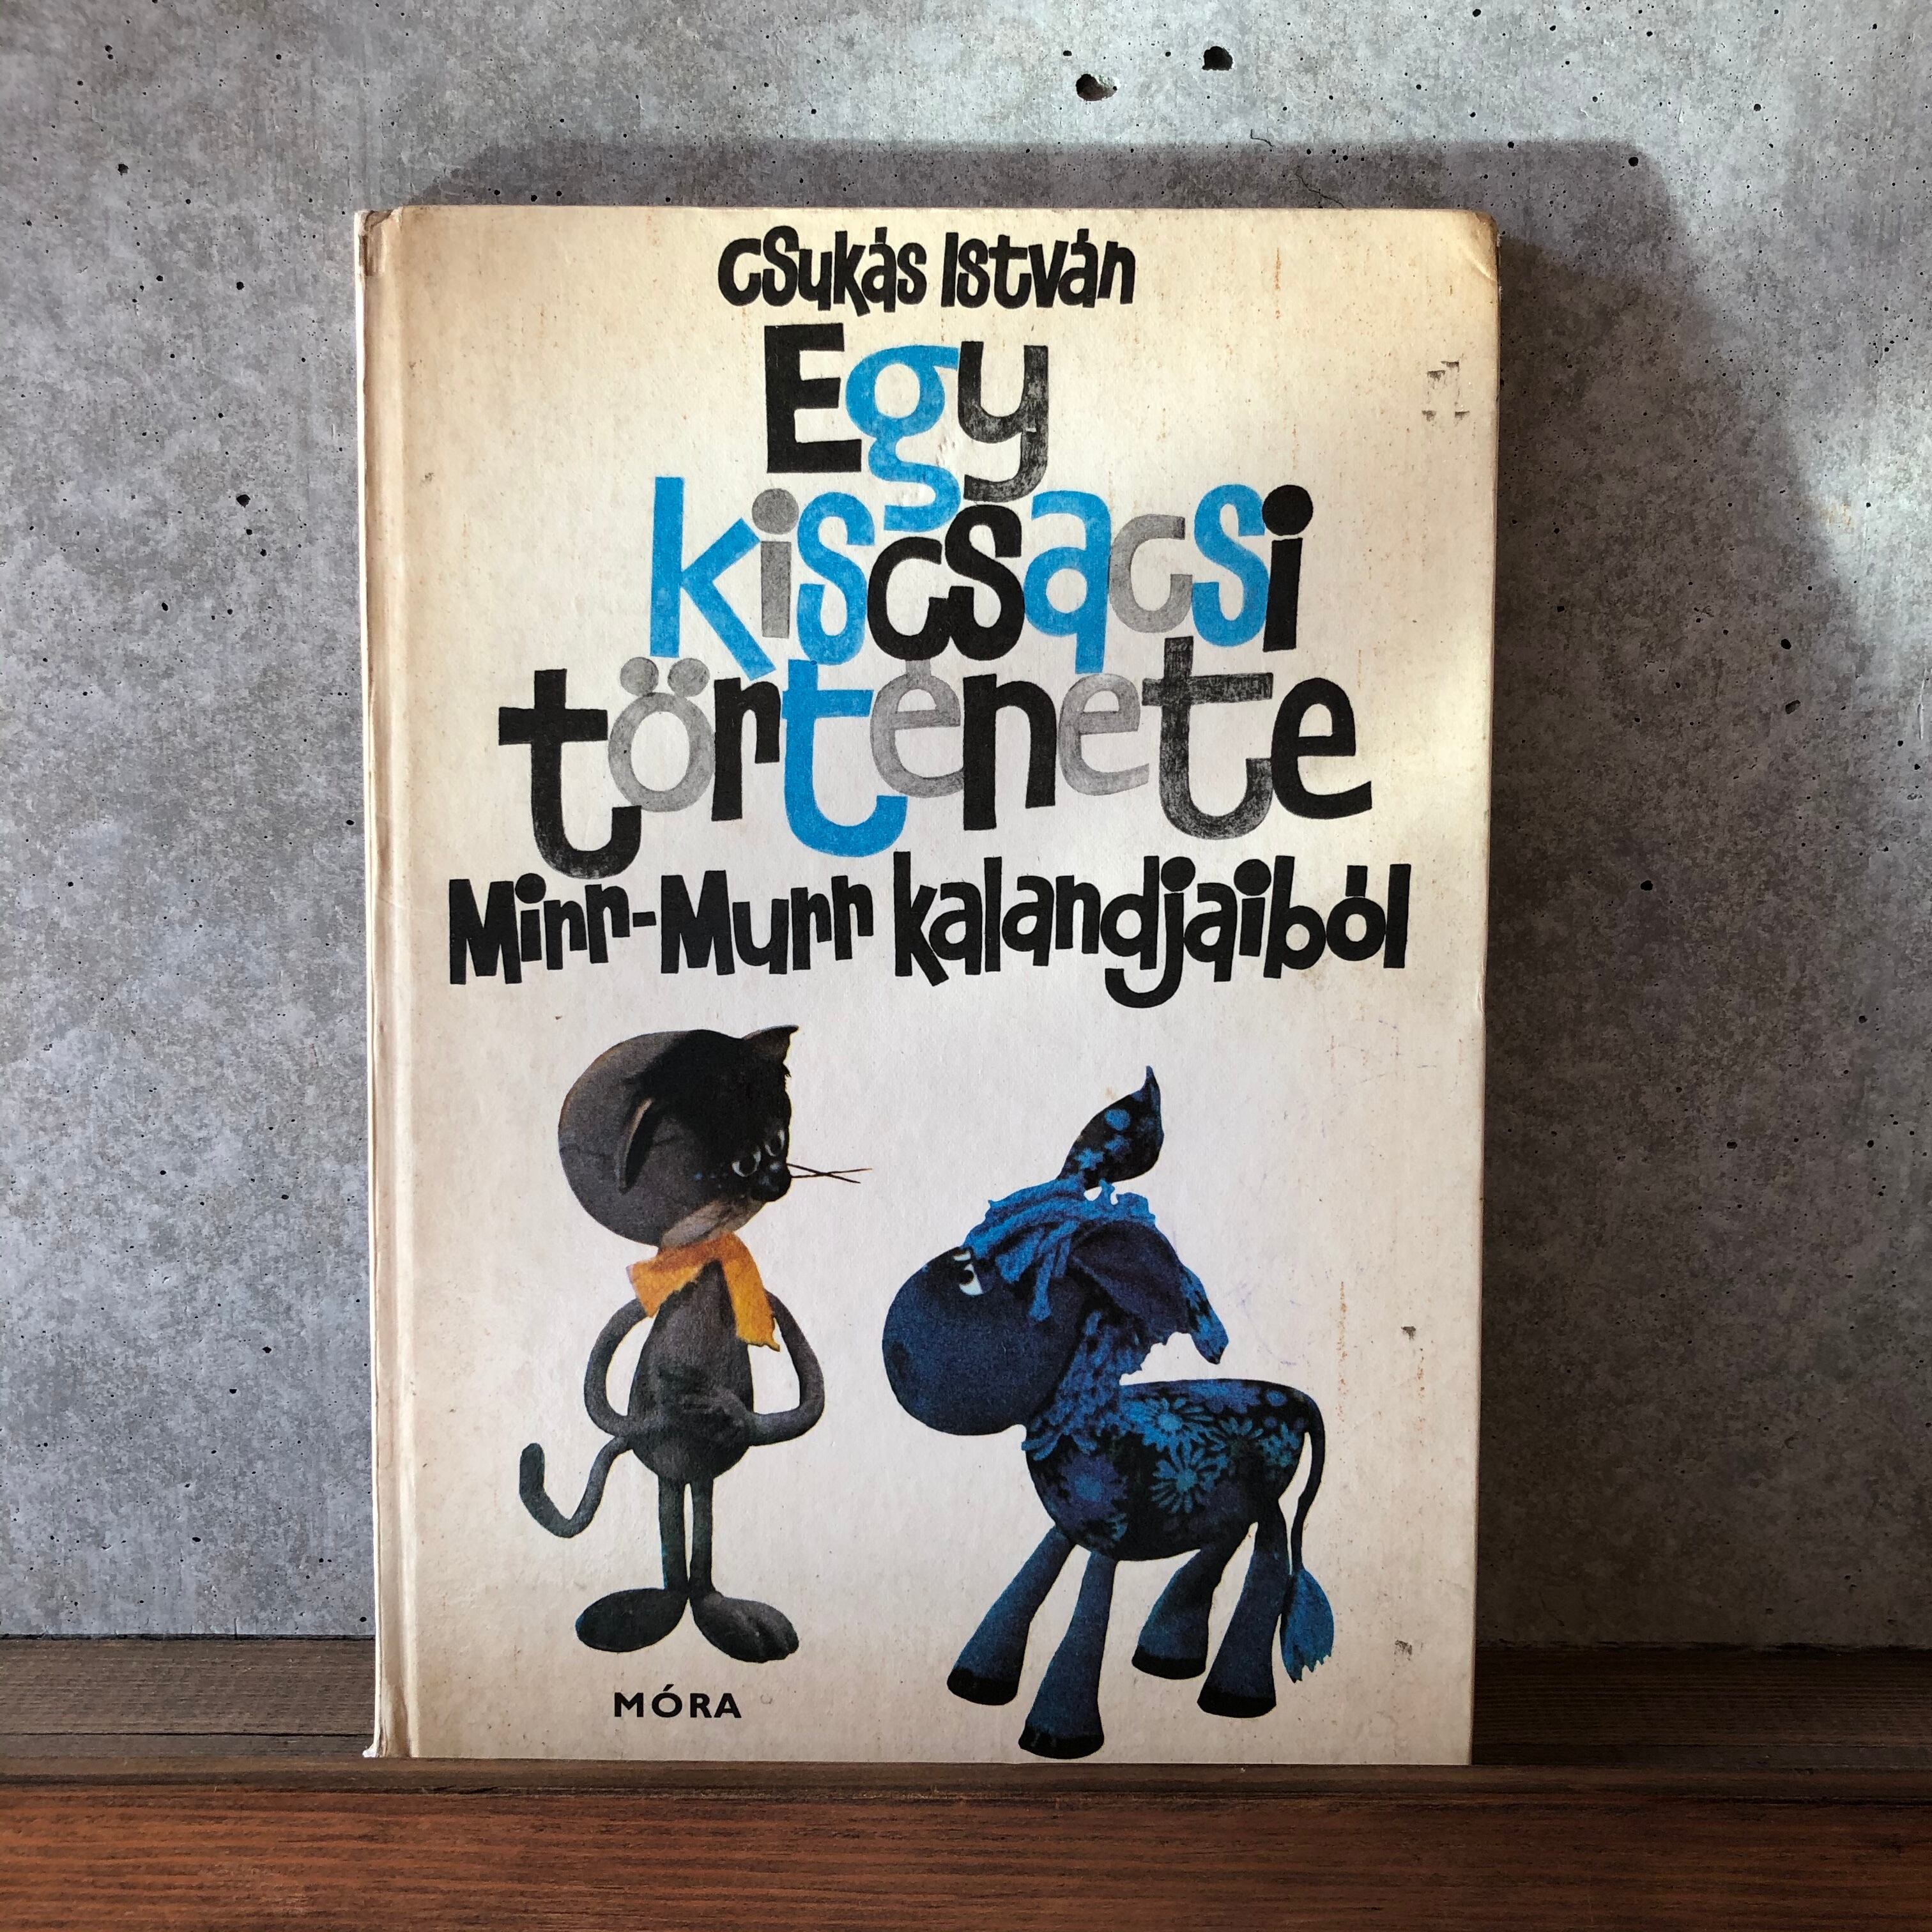 Csukás István
Egy
kiscsacsi
története
Mirr-Murr kalandjaiból
MÓRA